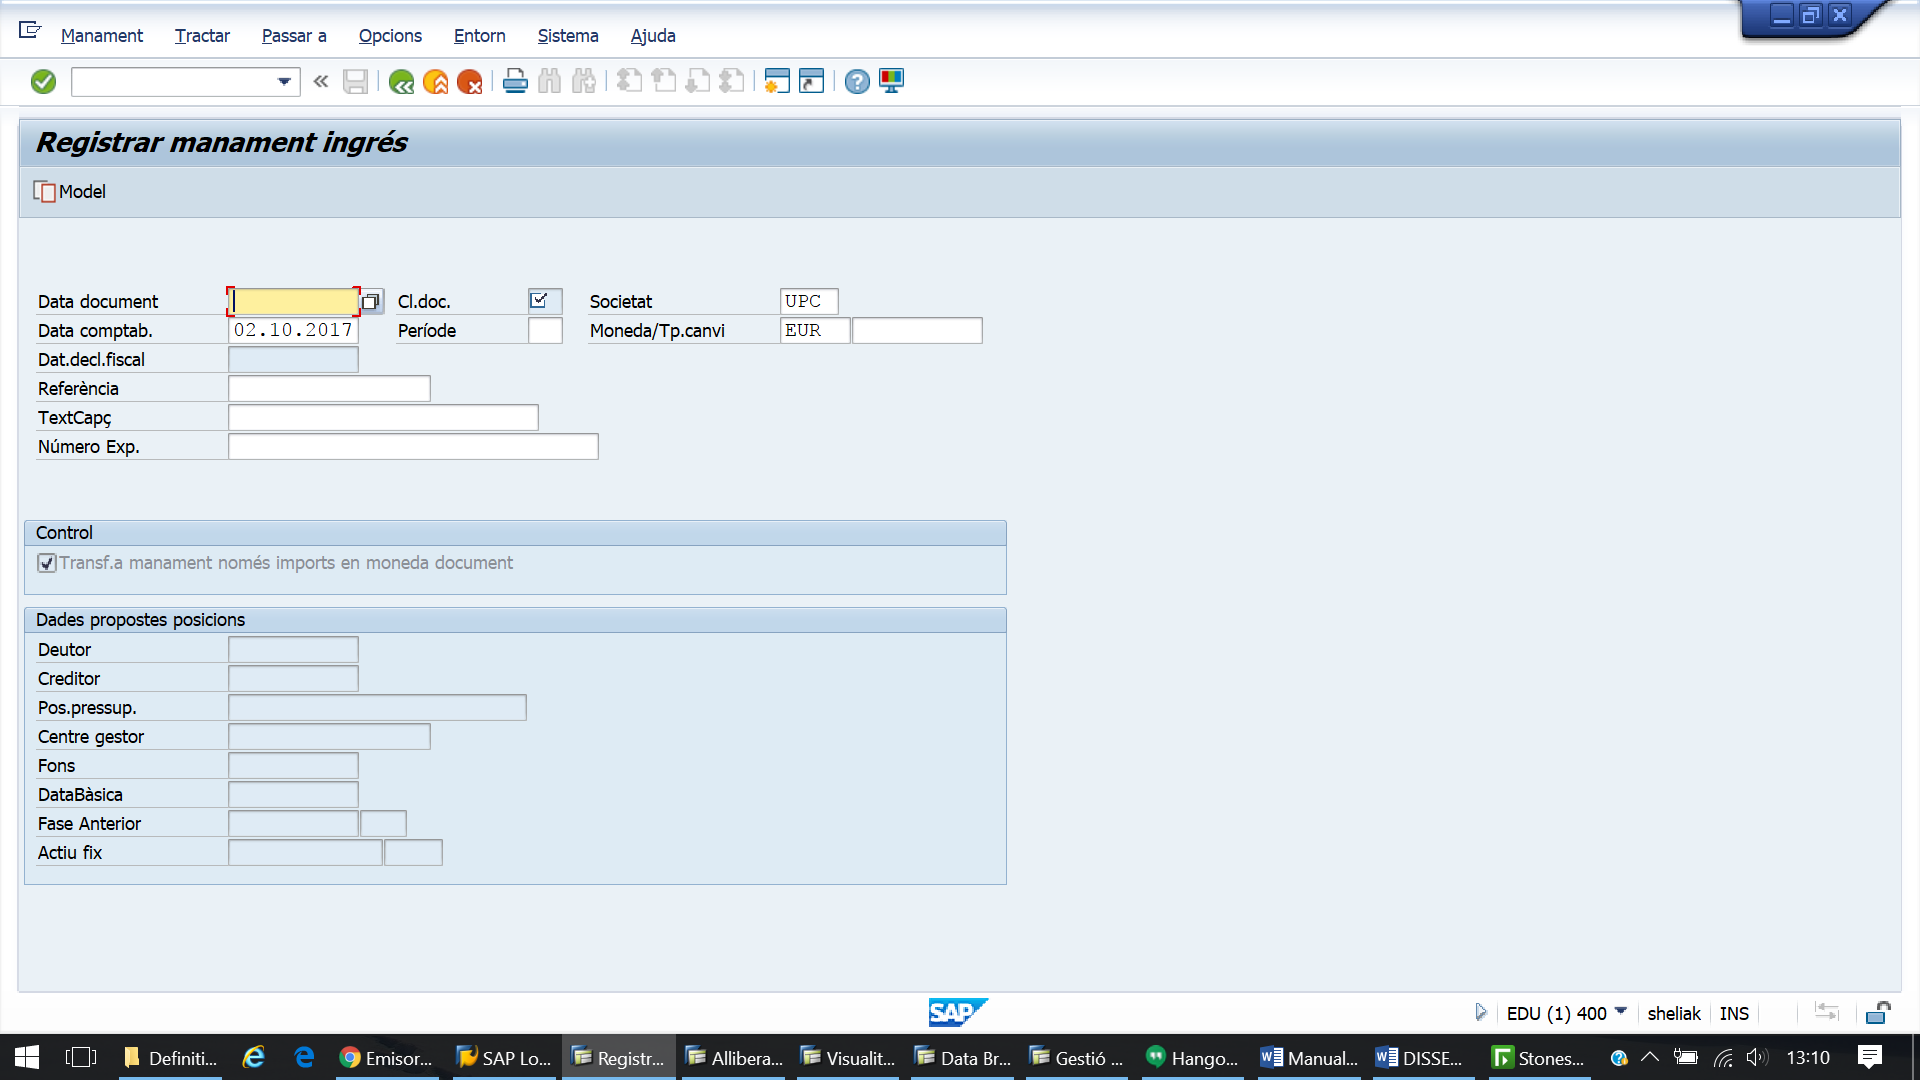 Manament Tractar Passar a Opcions Entorn Sistema Ajuda
Registrar manament ingrés
Model
Data document Cl.doc. Societat UPC
Data comptab. 02.10.2017 Període Moneda/Tp.canvi EUR
Dat.decl.fiscal
Referència
TextCapç
Número Exp.
Control
Transf.a manament només imports en moneda document
Dades propostes posicions
Deutor
Creditor
Pos.pressup.
Centre gestor
Fons
DataBàsica
Fase Anterior
Actiu fix
SAP EDU (1) 400 sheliak INS
Definiti... Emisor... SAP Lo... Registr... Allibera... Visualit... Data Br... Gestió ... Hango... Manual... DISSE... Stones... 13:10